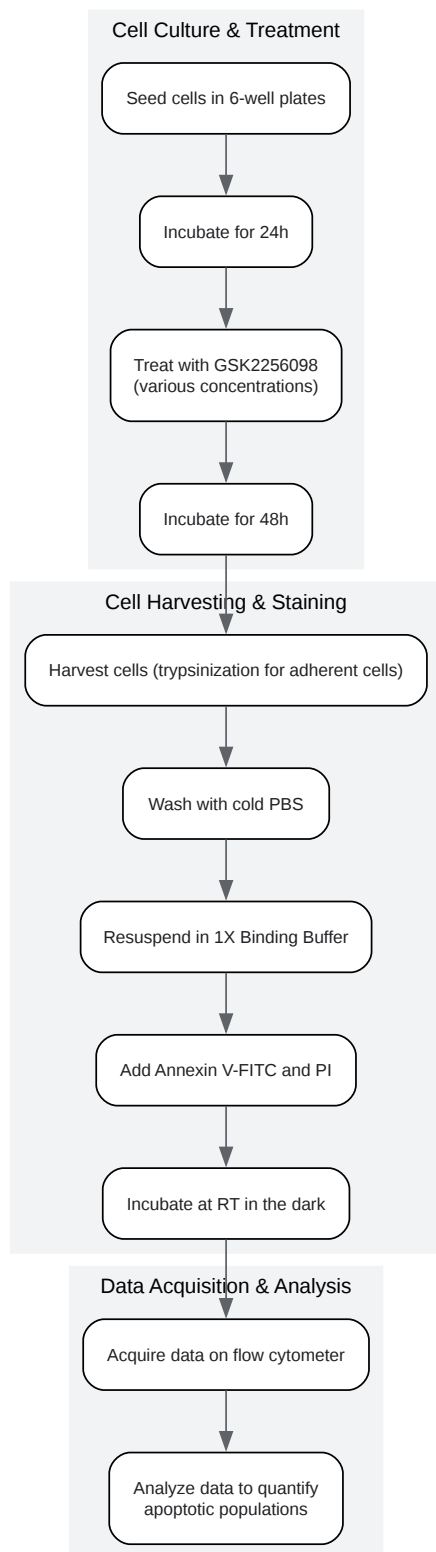 Cell Culture & Treatment
Seed cells in 6-well plates
Incubate for 24h
Treat with GSK2256098
(various concentrations)
Incubate for 48h
Cell Harvesting & Staining
Harvest cells (trypsinization for adherent cells)
Wash with cold PBS
Resuspend in 1X Binding Buffer
Add Annexin V-FITC and PI
Incubate at RT in the dark
Data Acquisition & Analysis
Acquire data on flow cytometer
Analyze data to quantify
apoptotic populations